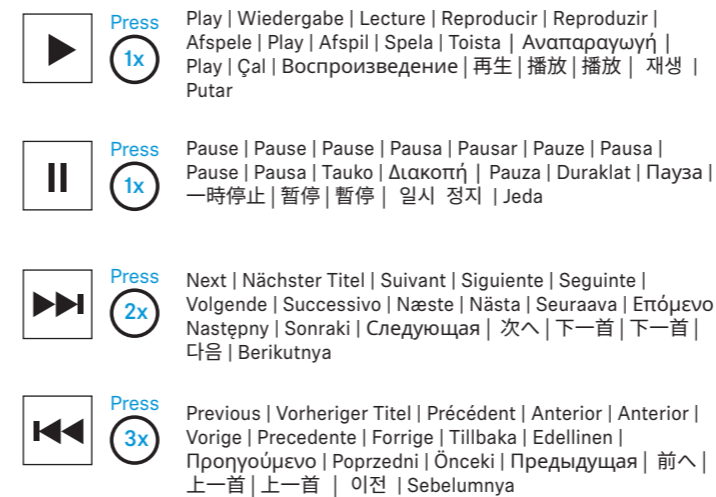 Press
1x
Play | Wiedergabe | Lecture | Reproducir | Reproduzir |
Afspele | Play | Afspil | Spela | Toista | Αναπαραγωγή |
Play | Çal | Воспроизведение | 再生 | 播放 | 播放 | 재생 |
Putar
Press
1x
Pause | Pause | Pause | Pausa | Pausar | Pauze | Pausa |
Pause | Pausa | Tauko | Διακοπή | Pauza | Duraklat | Пауза |
一時停止 | 暂停 | 暫停 | 일시 정지 | Jeda
Press
2x
Next | Nächster Titel | Suivant | Siguiente | Seguinte |
Volgende | Successivo | Næste | Nästa | Seuraava | Επόμενο
Następny | Sonraki | Следующая | 次へ | 下一首 | 下一首 |
다음 | Berikutnya
Press
3x
Previous | Vorheriger Titel | Précédent | Anterior | Anterior |
Vorige | Precedente | Forrige | Tillbaka | Edellinen |
Προηγούμενο | Poprzedni | Önceki | Предыдущая | 前へ |
上一首 | 上一首 | 이전 | Sebelumnya